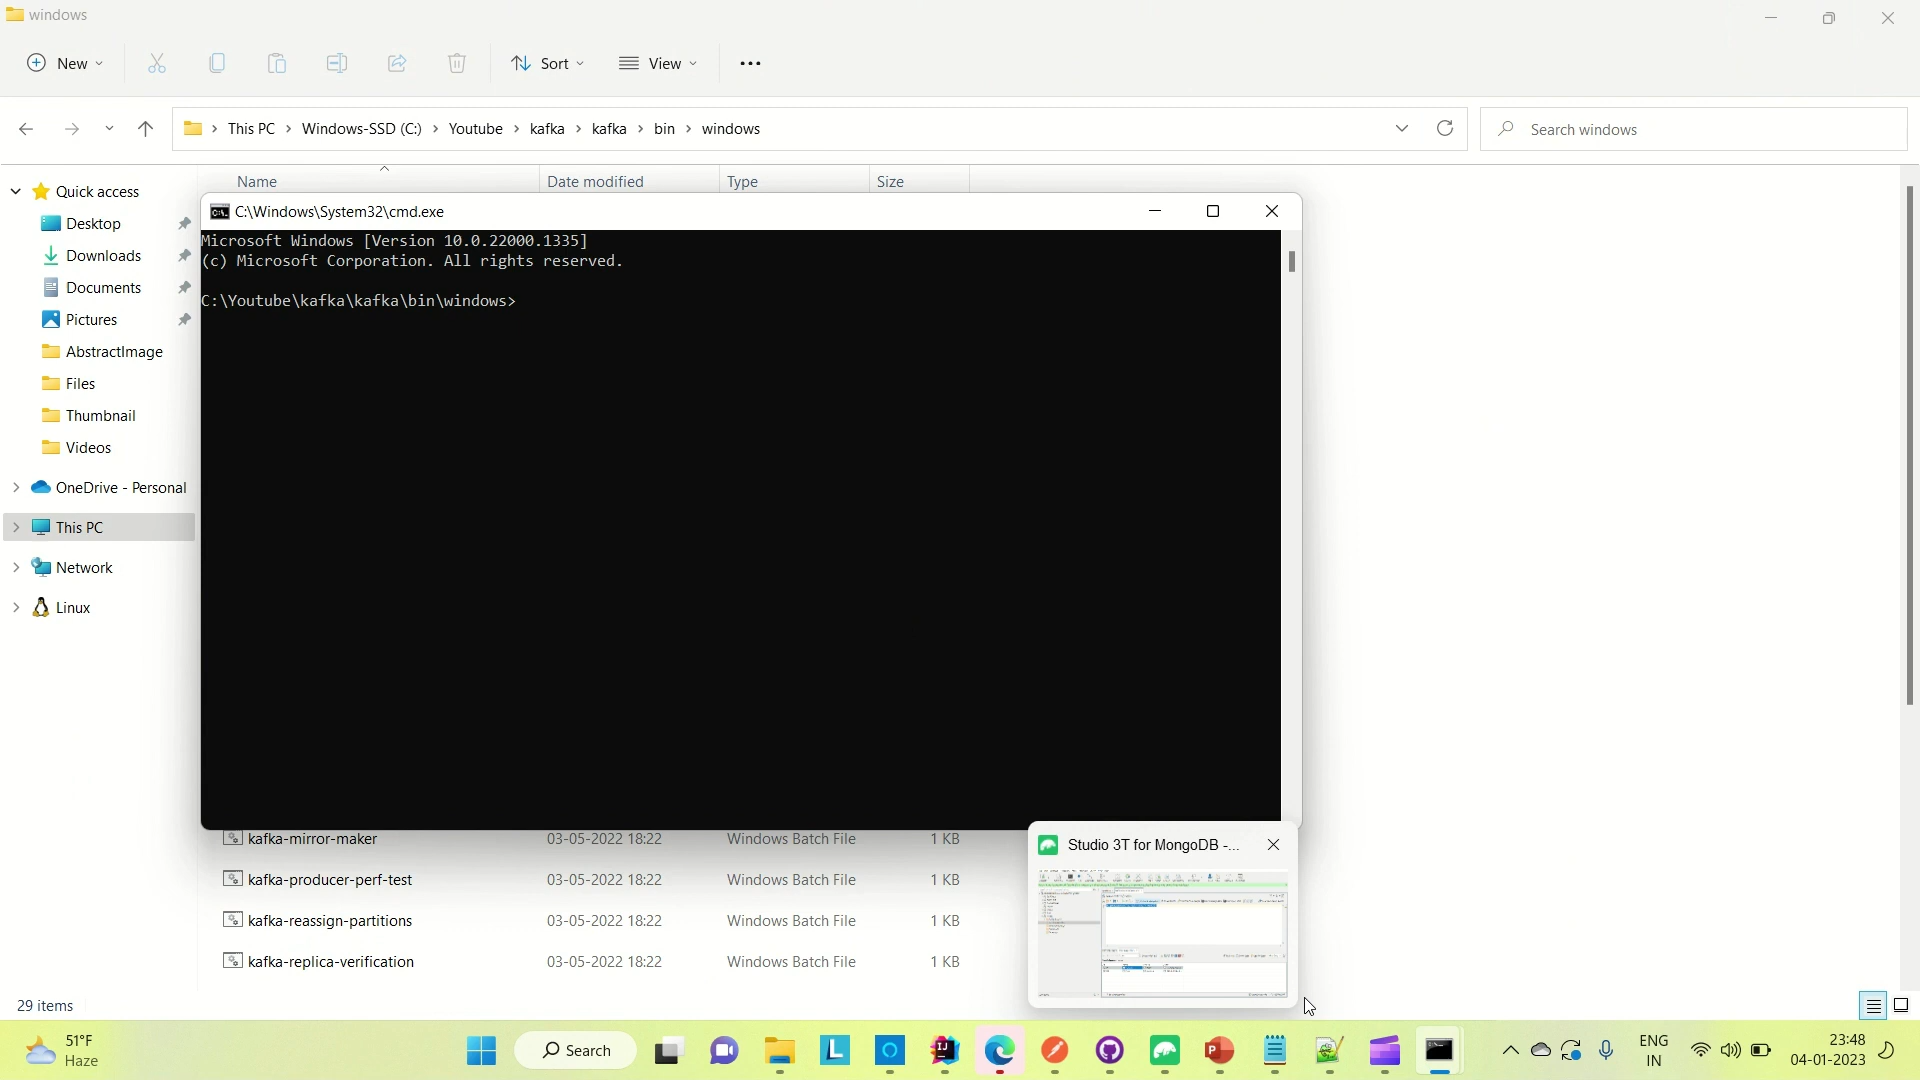 windows
New
Sort
View
This PC
Windows-SSD (C:)
Youtube
kafka
kafka
bin
windows
Search windows
Name
Date modified
Type
Size
Quick access
Desktop
Downloads
Documents
Pictures
AbstractImage
Files
Thumbnail
Videos
OneDrive - Personal
This PC
Network
Linux
C:\Windows\System32\cmd.exe
Microsoft Windows [Version 10.0.22000.1335]
(c) Microsoft Corporation. All rights reserved.
C:\Youtube\kafka\kafka\bin\windows>
kafka-mirror-maker 03-05-2022 18:22 Windows Batch File 1 KB
kafka-producer-perf-test 03-05-2022 18:22 Windows Batch File 1 KB
kafka-reassign-partitions 03-05-2022 18:22 Windows Batch File 1 KB
kafka-replica-verification 03-05-2022 18:22 Windows Batch File 1 KB
Studio 3T for MongoDB -...
29 items
51°F
Haze
Search
ENG
IN
23:48
04-01-2023